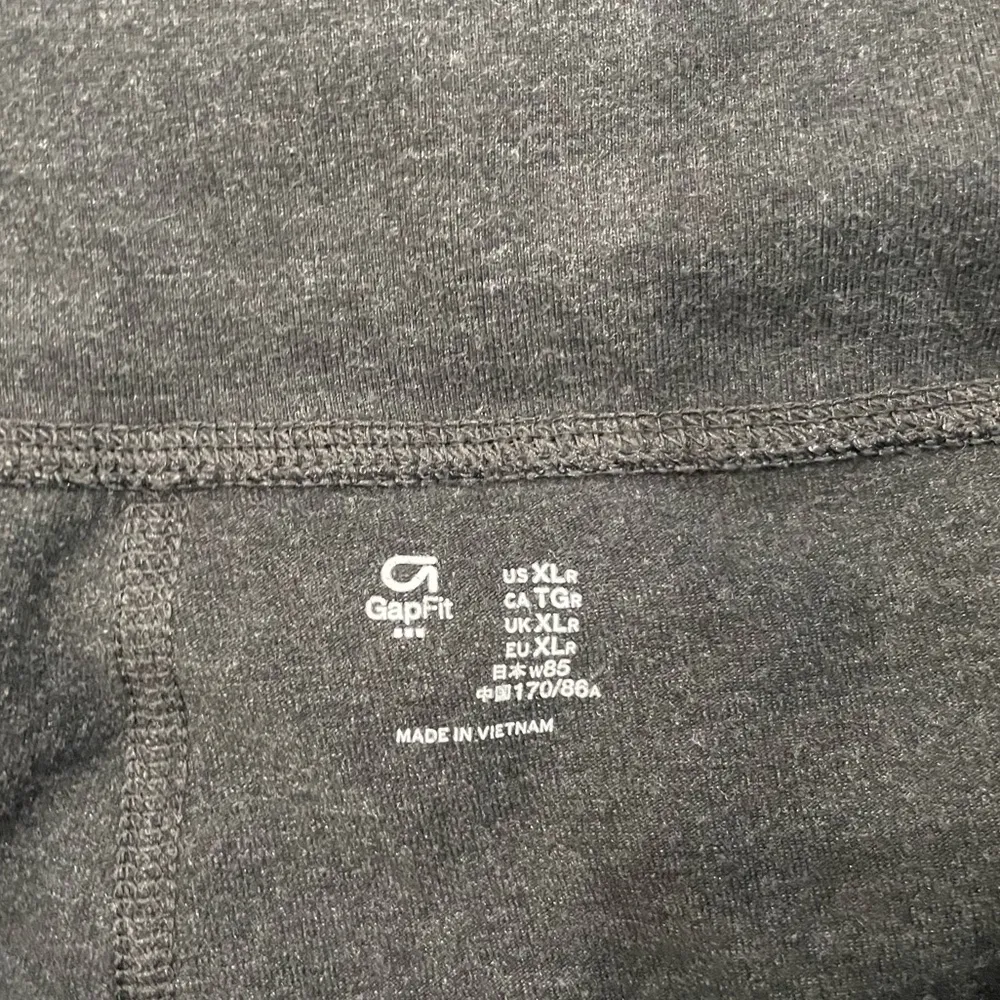 GapFit
US XLR
CA TGR
UK XLR
EU XLR
日本 W85
中国 170/86A
MADE IN VIETNAM